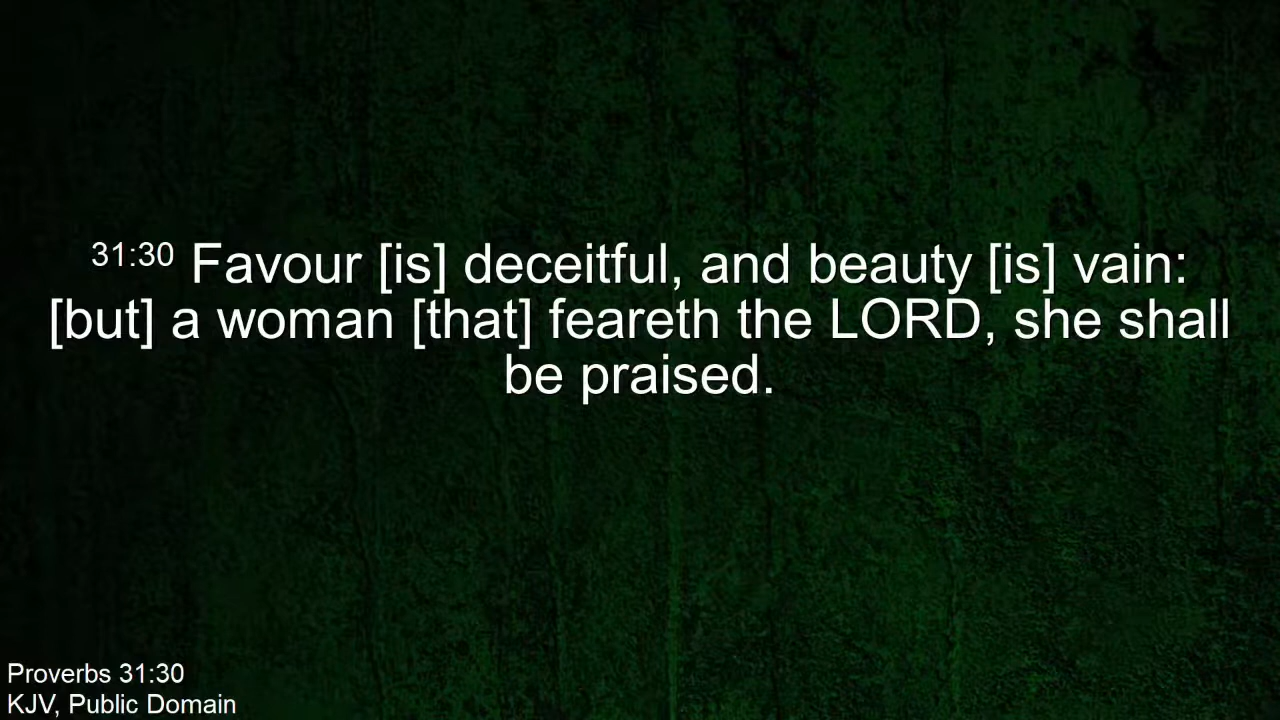 31:30 Favour [is] deceitful, and beauty [is] vain:
[but] a woman [that] feareth the LORD, she shall
be praised.
Proverbs 31:30
KJV, Public Domain